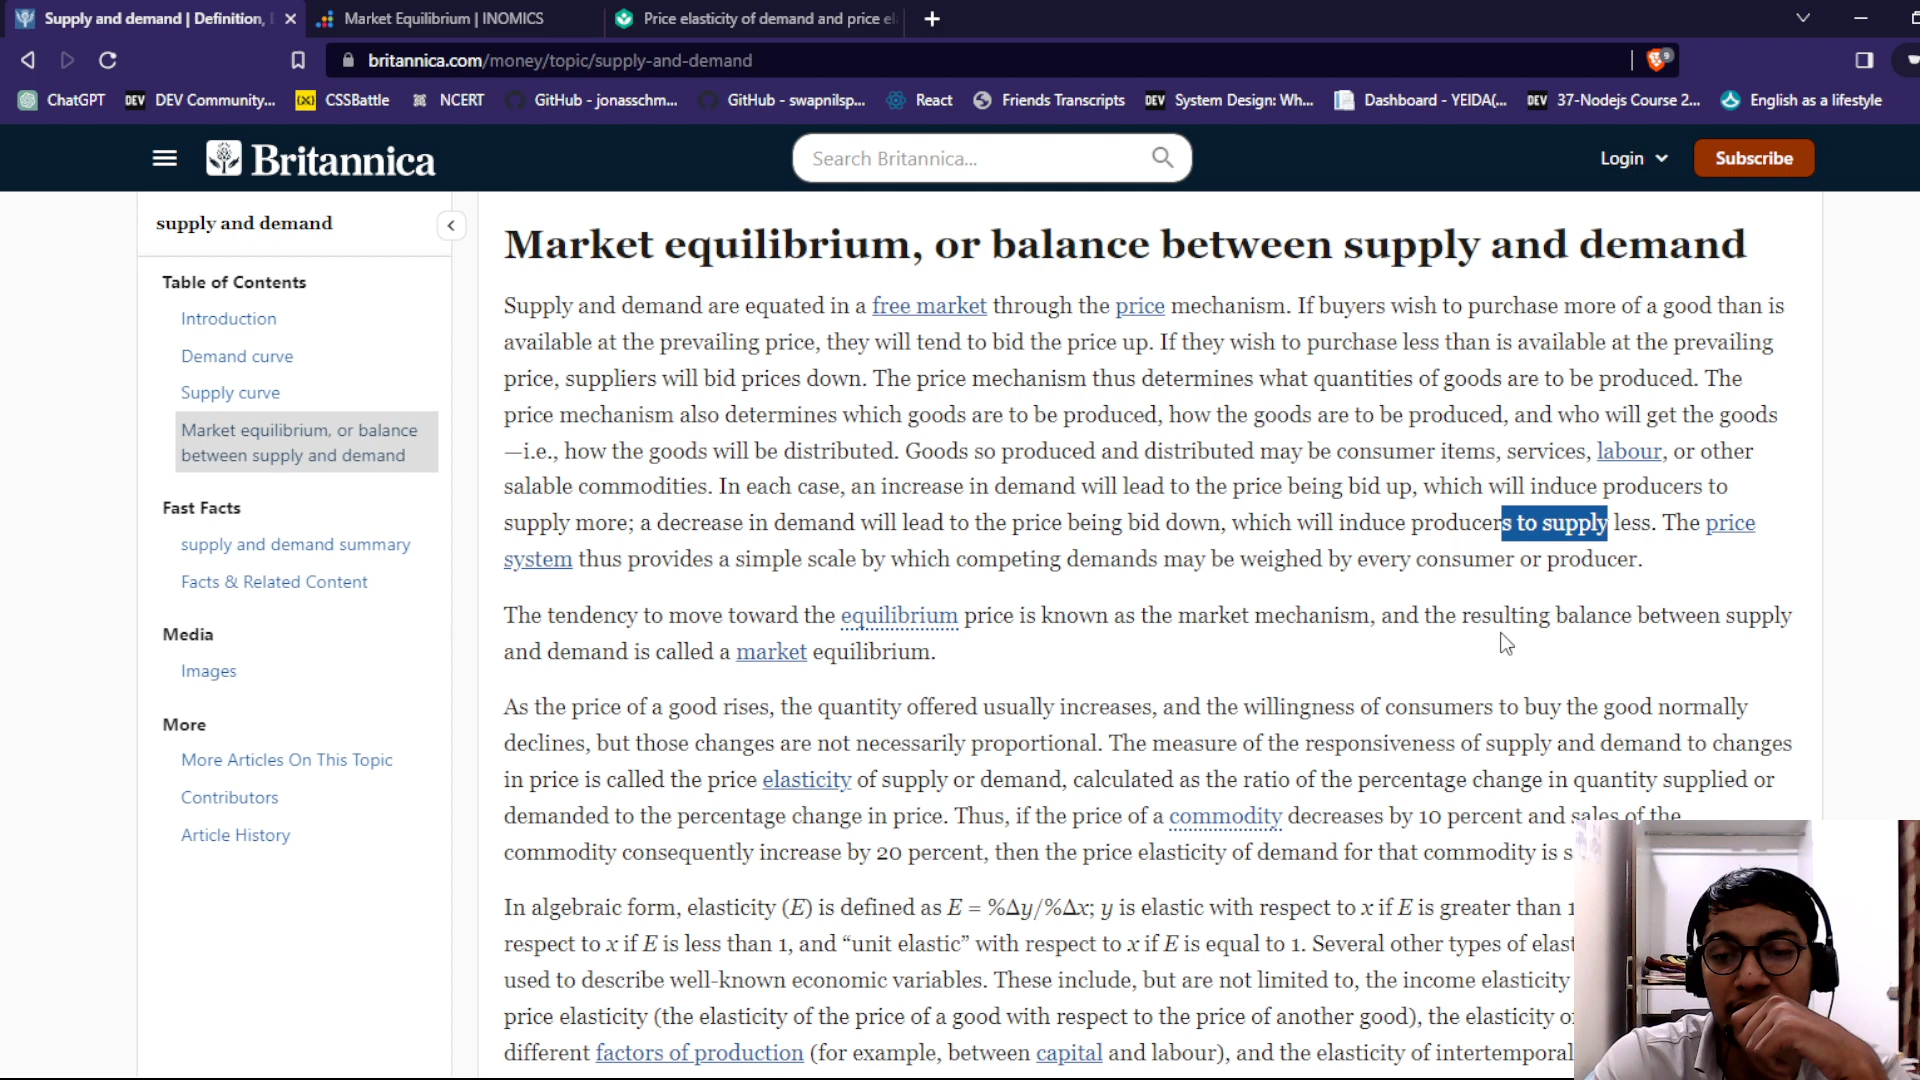 Supply and demand | Definition,
Market Equilibrium | INOMICS
Price elasticity of demand and price el
britannica.com/money/topic/supply-and-demand
9
ChatGPT
DEV Community...
CSSBattle
NCERT
GitHub - jonasschm...
GitHub - swapnilsp...
React
Friends Transcripts
System Design: Wh...
Dashboard - YEIDA(...
37-Nodejs Course 2...
English as a lifestyle
Britannica
Search Britannica...
Login
Subscribe
supply and demand
Table of Contents
Introduction
Demand curve
Supply curve
Market equilibrium, or balance
between supply and demand
Fast Facts
supply and demand summary
Facts & Related Content
Media
Images
More
More Articles On This Topic
Contributors
Article History
Market equilibrium, or balance between supply and demand
Supply and demand are equated in a free market through the price mechanism. If buyers wish to purchase more of a good than is
available at the prevailing price, they will tend to bid the price up. If they wish to purchase less than is available at the prevailing
price, suppliers will bid prices down. The price mechanism thus determines what quantities of goods are to be produced. The
price mechanism also determines which goods are to be produced, how the goods are to be produced, and who will get the goods
—i.e., how the goods will be distributed. Goods so produced and distributed may be consumer items, services, labour, or other
salable commodities. In each case, an increase in demand will lead to the price being bid up, which will induce producers to
supply more; a decrease in demand will lead to the price being bid down, which will induce producers to supply less. The price
system thus provides a simple scale by which competing demands may be weighed by every consumer or producer.
The tendency to move toward the equilibrium price is known as the market mechanism, and the resulting balance between supply
and demand is called a market equilibrium.
As the price of a good rises, the quantity offered usually increases, and the willingness of consumers to buy the good normally
declines, but those changes are not necessarily proportional. The measure of the responsiveness of supply and demand to changes
in price is called the price elasticity of supply or demand, calculated as the ratio of the percentage change in quantity supplied or
demanded to the percentage change in price. Thus, if the price of a commodity decreases by 10 percent and sales of the
commodity consequently increase by 20 percent, then the price elasticity of demand for that commodity is s
In algebraic form, elasticity (E) is defined as E = %Δy/%Δx; y is elastic with respect to x if E is greater than 1
respect to x if E is less than 1, and “unit elastic” with respect to x if E is equal to 1. Several other types of elast
used to describe well-known economic variables. These include, but are not limited to, the income elasticity
price elasticity (the elasticity of the price of a good with respect to the price of another good), the elasticity o
different factors of production (for example, between capital and labour), and the elasticity of intertemporal